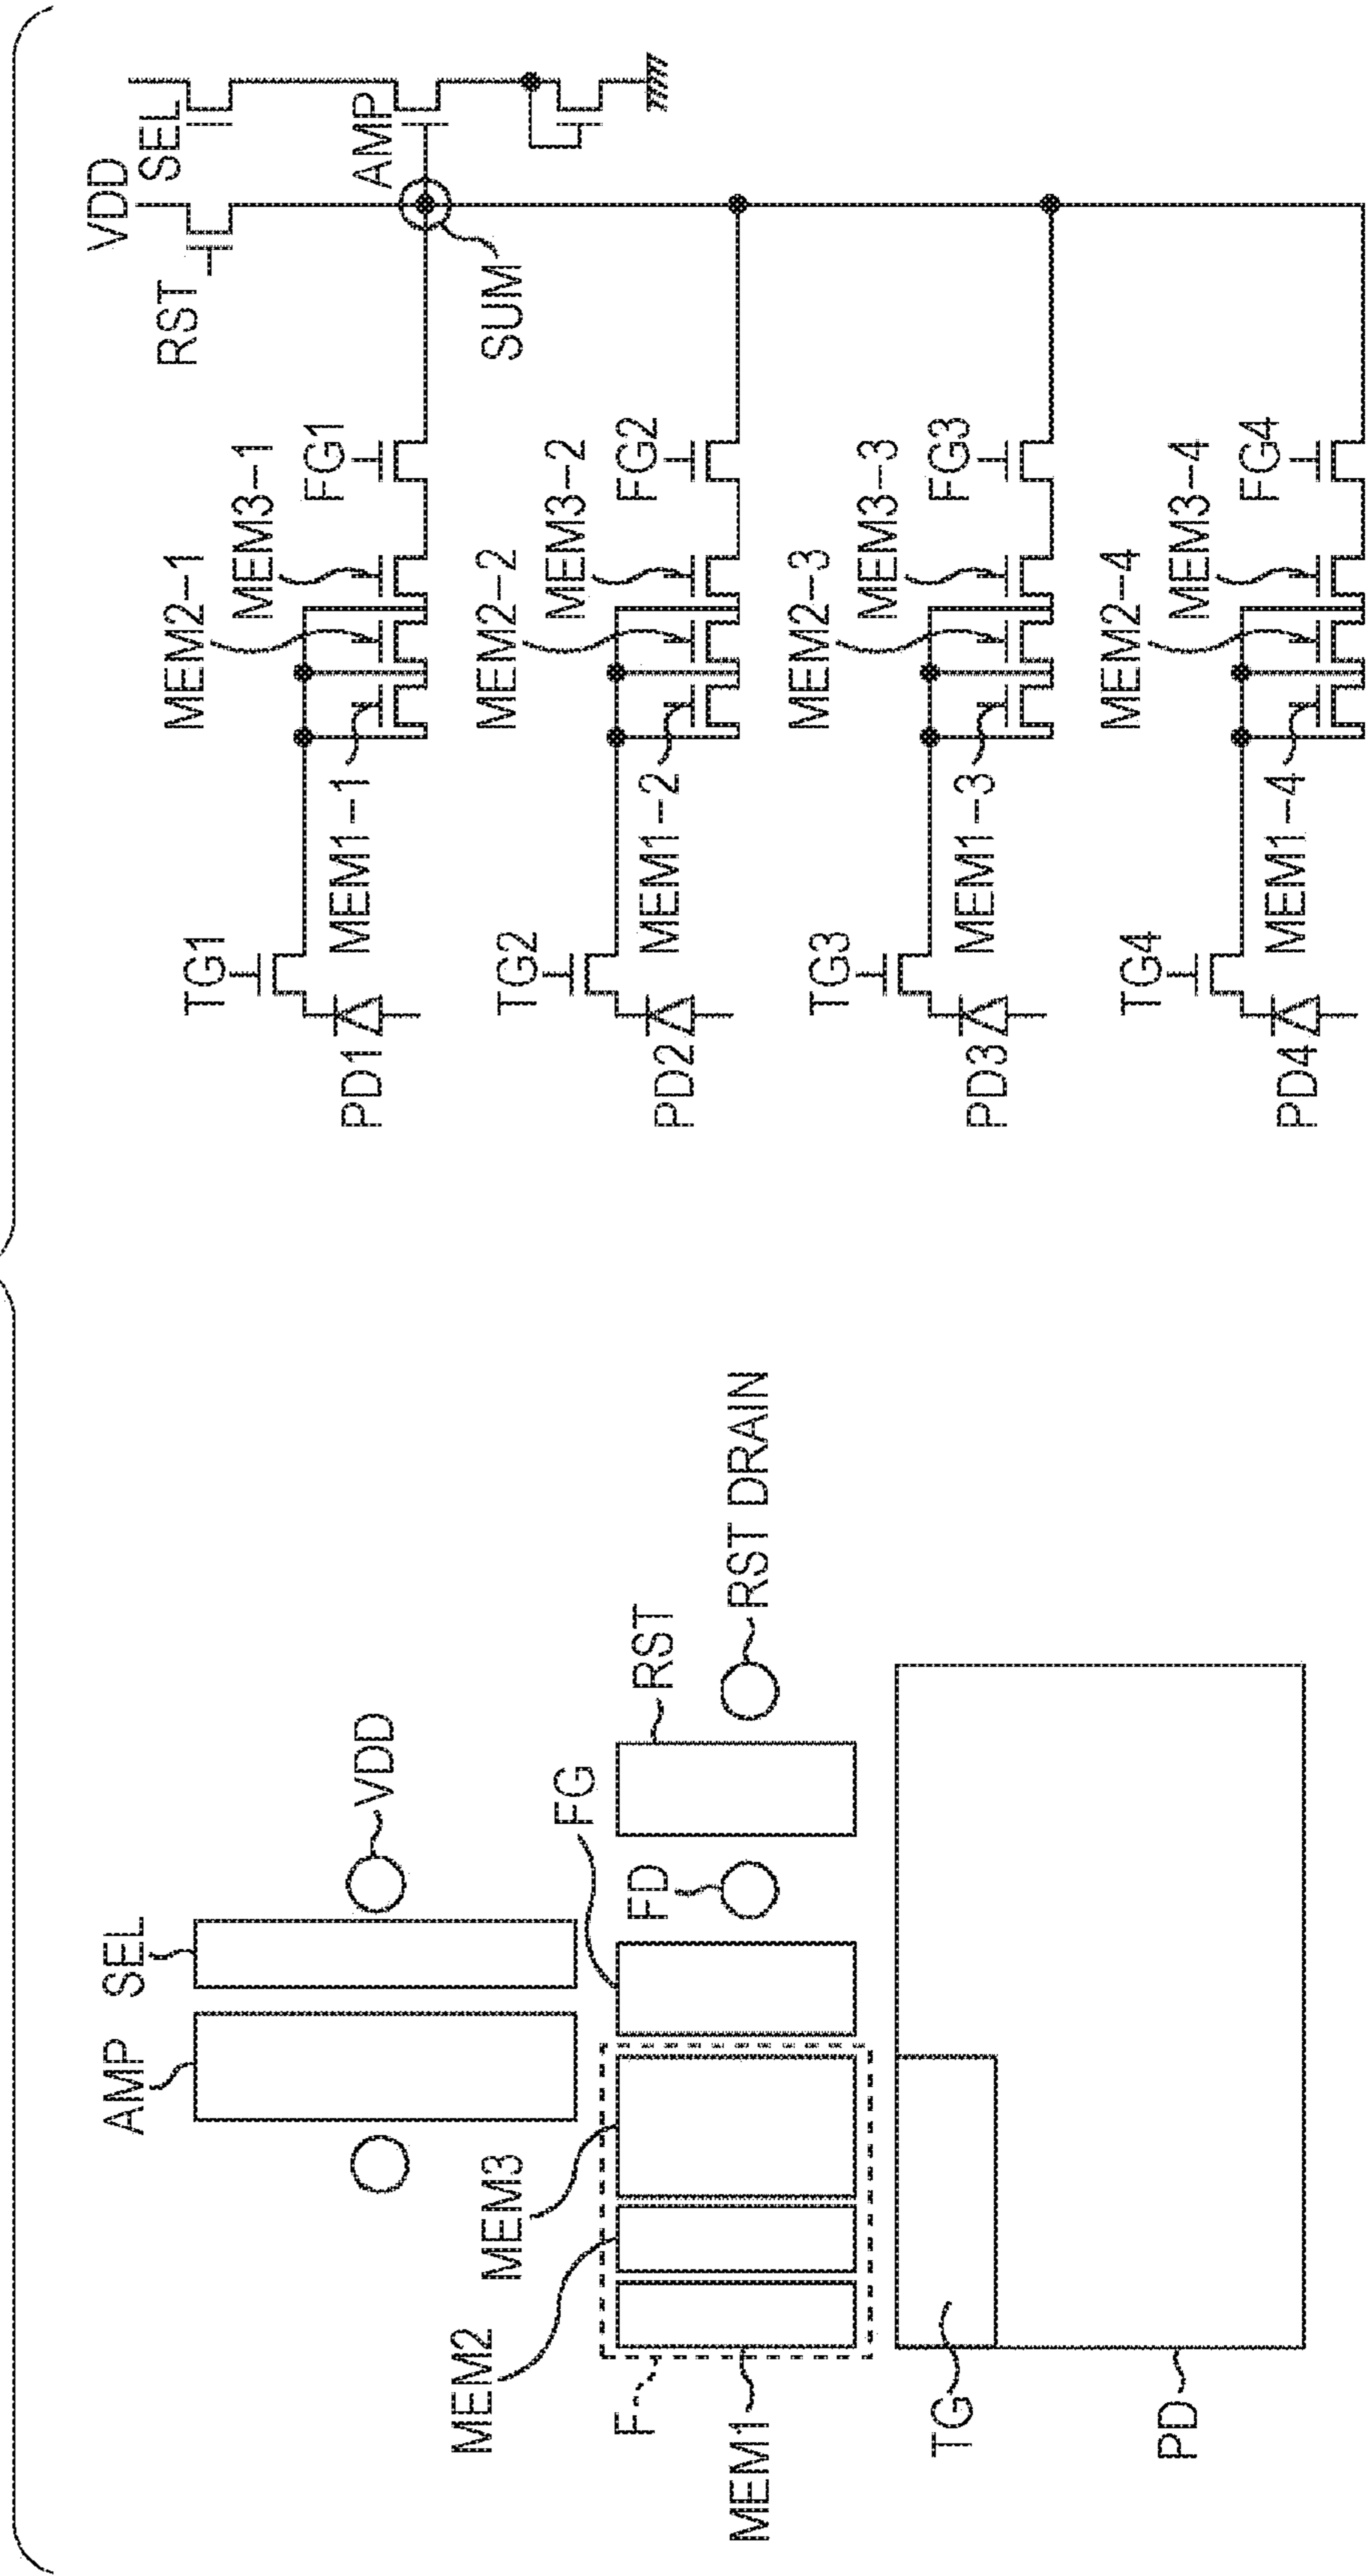 AMP
SEL
VDD
MEM2
MEM3
FG
FD
RST
RST DRAIN
F
MEM1
TG
PD
VDD
RST
SEL
AMP
SUM
TG1
PD1
MEM1-1
MEM2-1
MEM3-1
FG1
TG2
PD2
MEM1-2
MEM2-2
MEM3-2
FG2
TG3
PD3
MEM1-3
MEM2-3
MEM3-3
FG3
TG4
PD4
MEM1-4
MEM2-4
MEM3-4
FG4